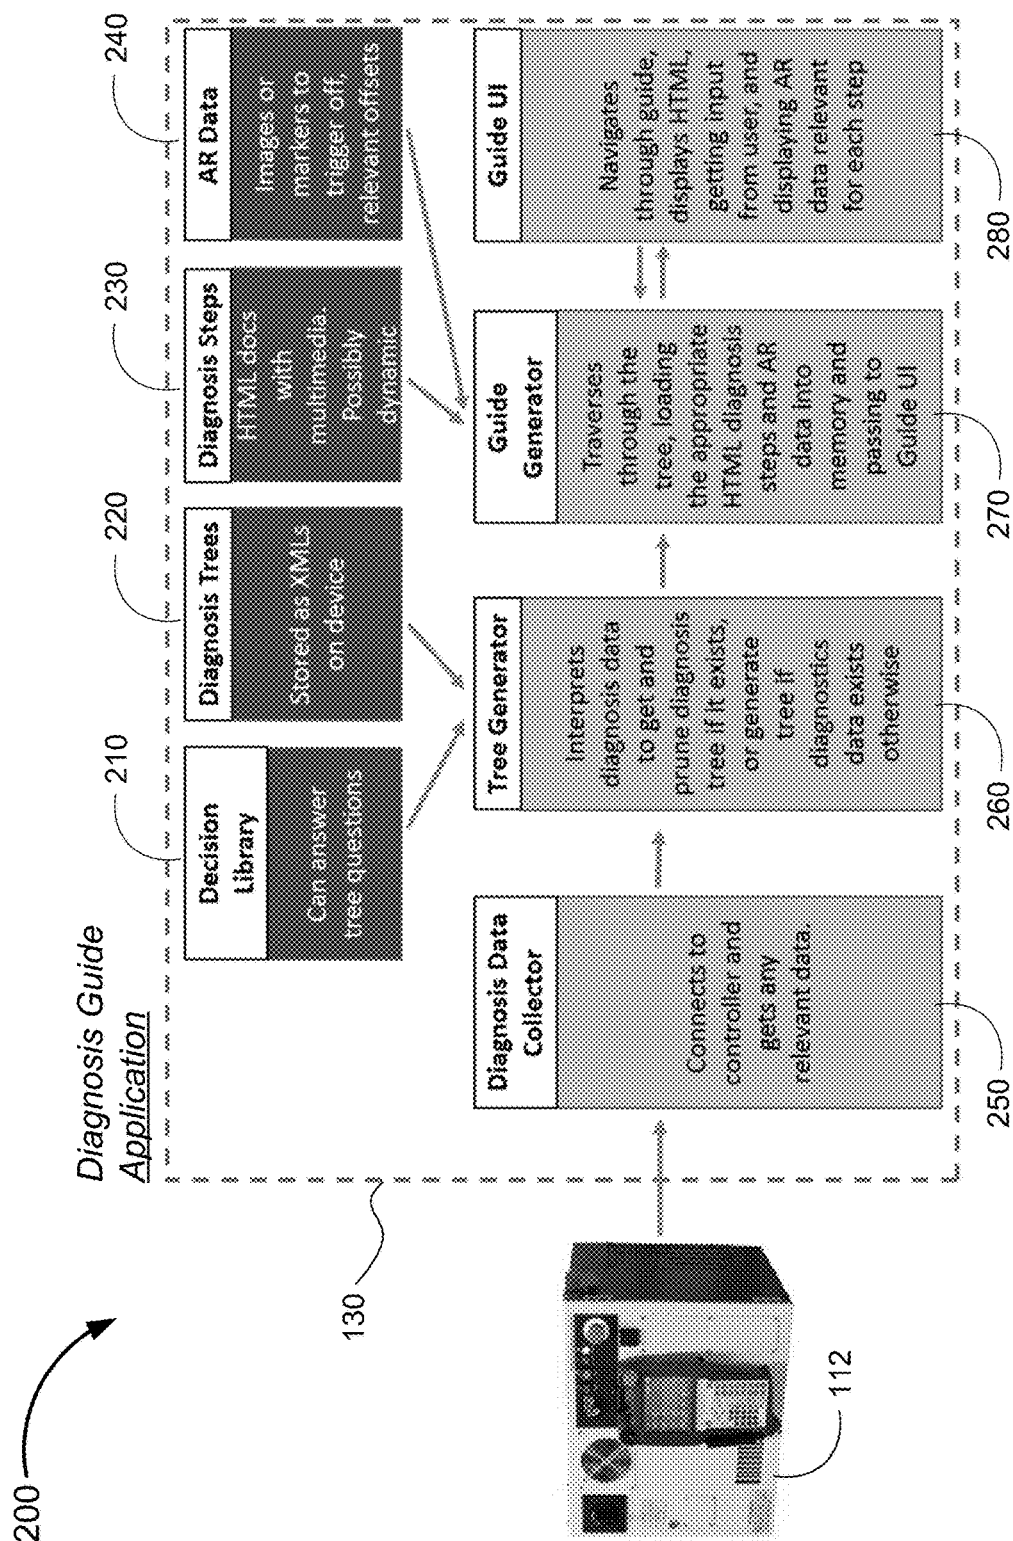 200
Diagnosis Guide
Application
130
112
210
Decision
Library
Can answer
tree questions
220
Diagnosis Trees
Stored as XMLs
on device
230
Diagnosis Steps
HTML docs
with
multimedia.
Possibly
dynamic
240
AR Data
Images or
markers to
trigger off,
relevant offsets
Diagnosis Data
Collector
Connects to
controller and
gets any
relevant data.
250
Tree Generator
Interprets
diagnosis data
to get and
prune diagnosis
tree if it exists,
or generate
tree if
diagnostics
data exists
otherwise
260
Guide
Generator
Traverses
through the
tree, loading
the appropriate
HTML diagnosis
steps and AR
data into
memory and
passing to
Guide UI
270
Guide UI
Navigates
through guide,
displays HTML,
getting input
from user, and
displaying AR
data relevant
for each step
280